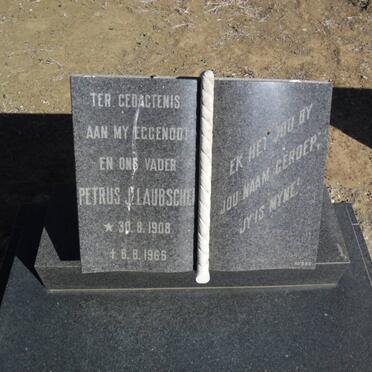 TER GEDAGTENIS
AAN MY EGGENOOT
EN ONS VADER
PETRUS J LAUBSCHER
★ 30.8.1908
+ 6.8.1966
EK HET JOU BY
JOU NAAM GEROEP,
JY IS MYNE!